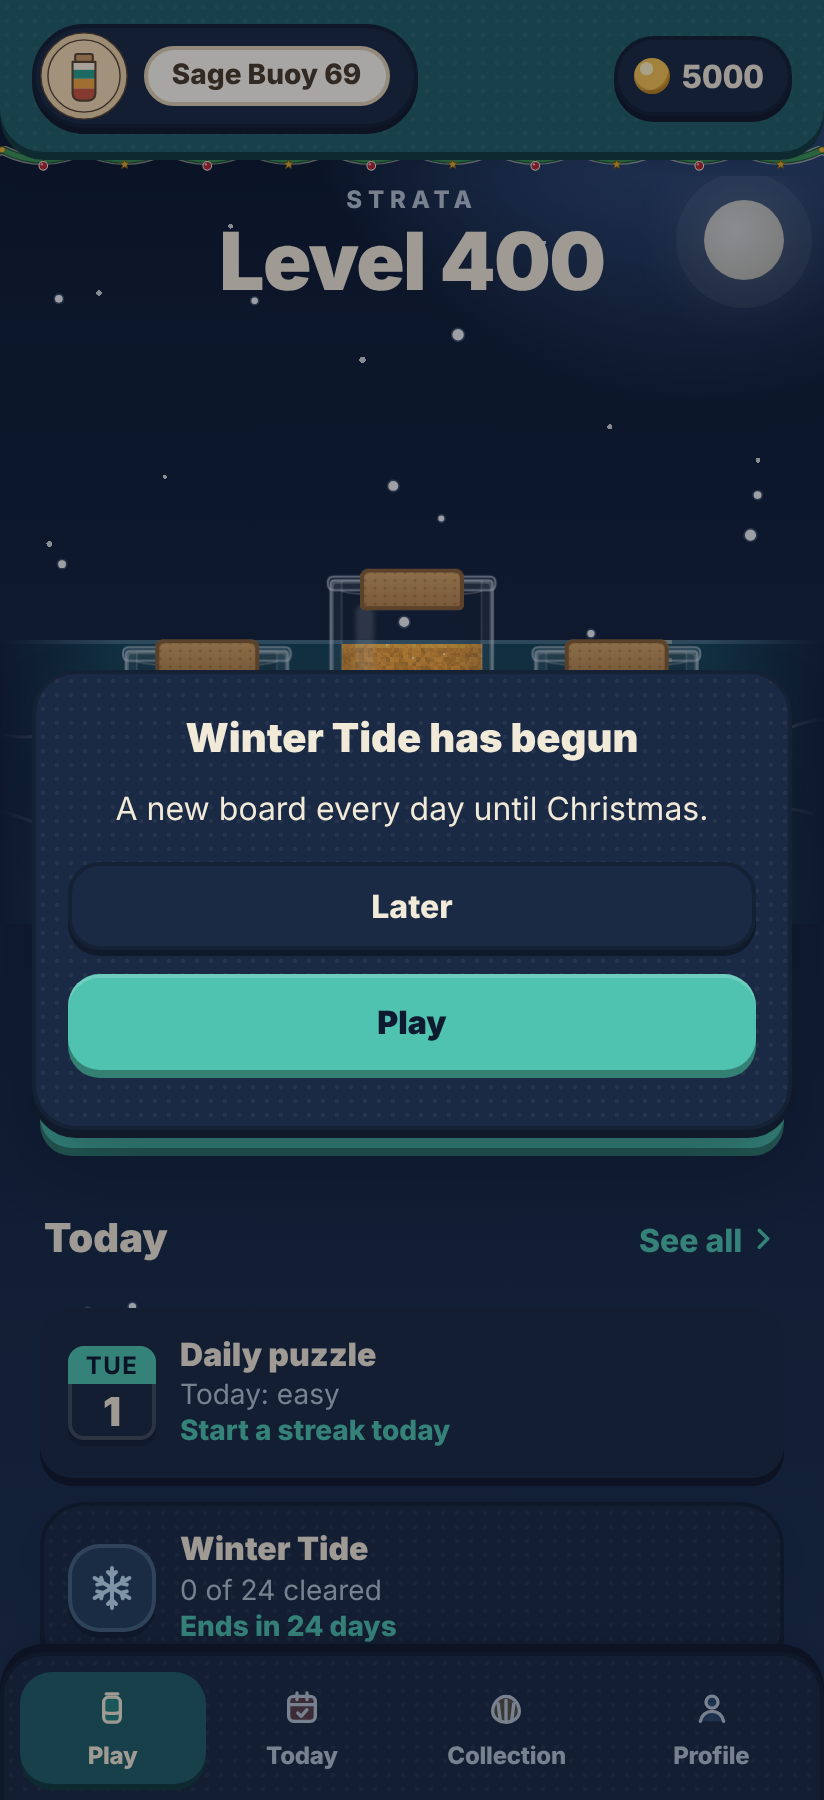 Sage Buoy 69
5000
STRATA
Level 400
Winter Tide has begun
A new board every day until Christmas.
Later
Play
Today
See all
TUE
1
Daily puzzle
Today: easy
Start a streak today
Winter Tide
0 of 24 cleared
Ends in 24 days
Play
Today
Collection
Profile